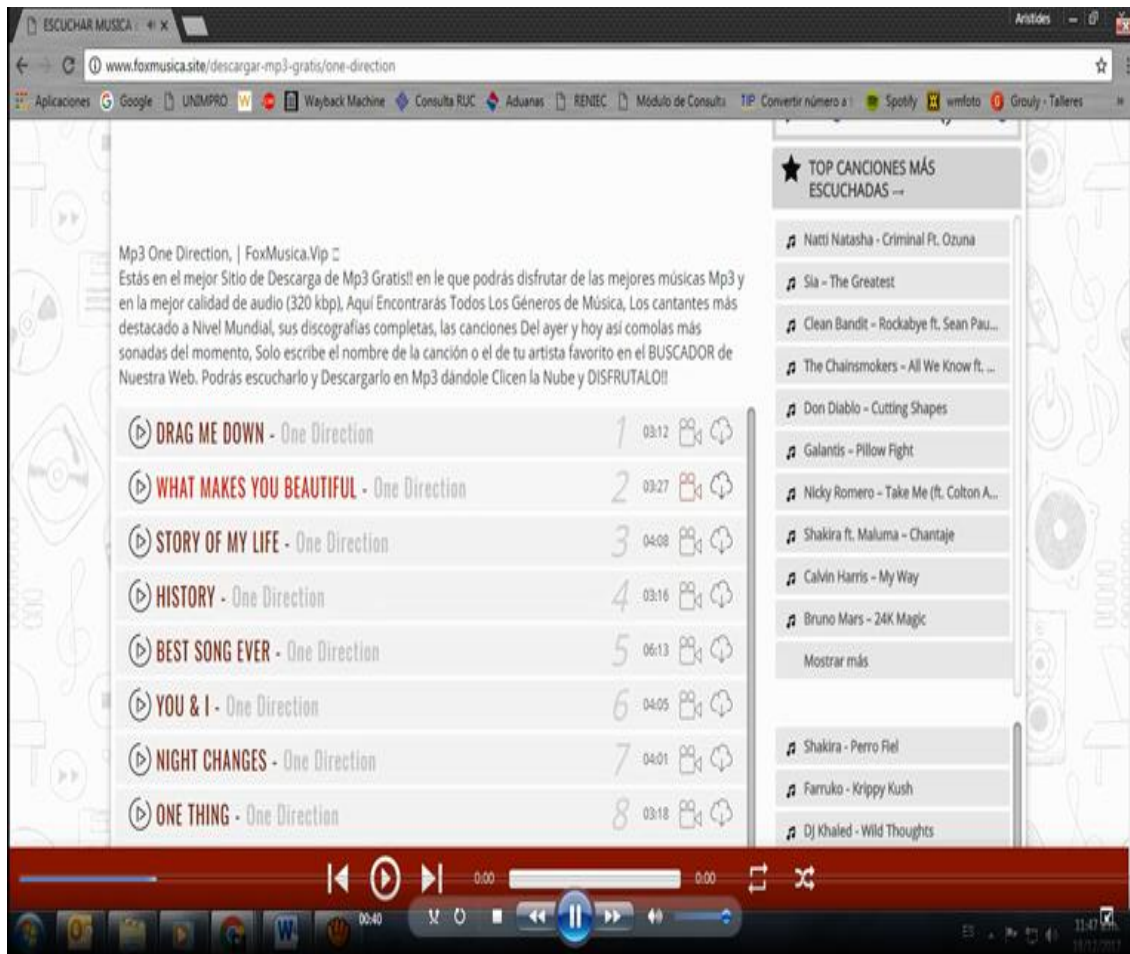 ESCUCHAR MUSICA
Aristides
www.foxmusica.site/descargar-mp3-gratis/one-direction
Aplicaciones Google UNIMPRO Wayback Machine Consulta RUC Aduanas RENIEC Módulo de Consulta TIP Convertir número a Spotify wmfoto Grouly - Talleres »
TOP CANCIONES MÁS
ESCUCHADAS →
Natti Natasha - Criminal Ft. Ozuna
Sia – The Greatest
Clean Bandit – Rockabye ft. Sean Pau...
The Chainsmokers – All We Know ft. ...
Don Diablo – Cutting Shapes
Galantis – Pillow Fight
Nicky Romero – Take Me (ft. Colton A...
Shakira ft. Maluma – Chantaje
Calvin Harris – My Way
Bruno Mars – 24K Magic
Mostrar más
Shakira - Perro Fiel
Farruko - Krippy Kush
DJ Khaled - Wild Thoughts
Mp3 One Direction, | FoxMusica.Vip
Estás en el mejor Sitio de Descarga de Mp3 Gratis!! en le que podrás disfrutar de las mejores músicas Mp3 y
en la mejor calidad de audio (320 kbp), Aquí Encontrarás Todos Los Géneros de Música, Los cantantes más
destacado a Nivel Mundial, sus discografías completas, las canciones Del ayer y hoy así comolas más
sonadas del momento, Solo escribe el nombre de la canción o el de tu artista favorito en el BUSCADOR de
Nuestra Web. Podrás escucharlo y Descargarlo en Mp3 dándole Clicen la Nube y DISFRUTALO!!
DRAG ME DOWN - One Direction 1 03:12
WHAT MAKES YOU BEAUTIFUL - One Direction 2 03:27
STORY OF MY LIFE - One Direction 3 04:08
HISTORY - One Direction 4 03:16
BEST SONG EVER - One Direction 5 06:13
YOU & I - One Direction 6 04:05
NIGHT CHANGES - One Direction 7 04:01
ONE THING - One Direction 8 03:18
0:00 0:00
00:40
ES 11:47
18/12/2017